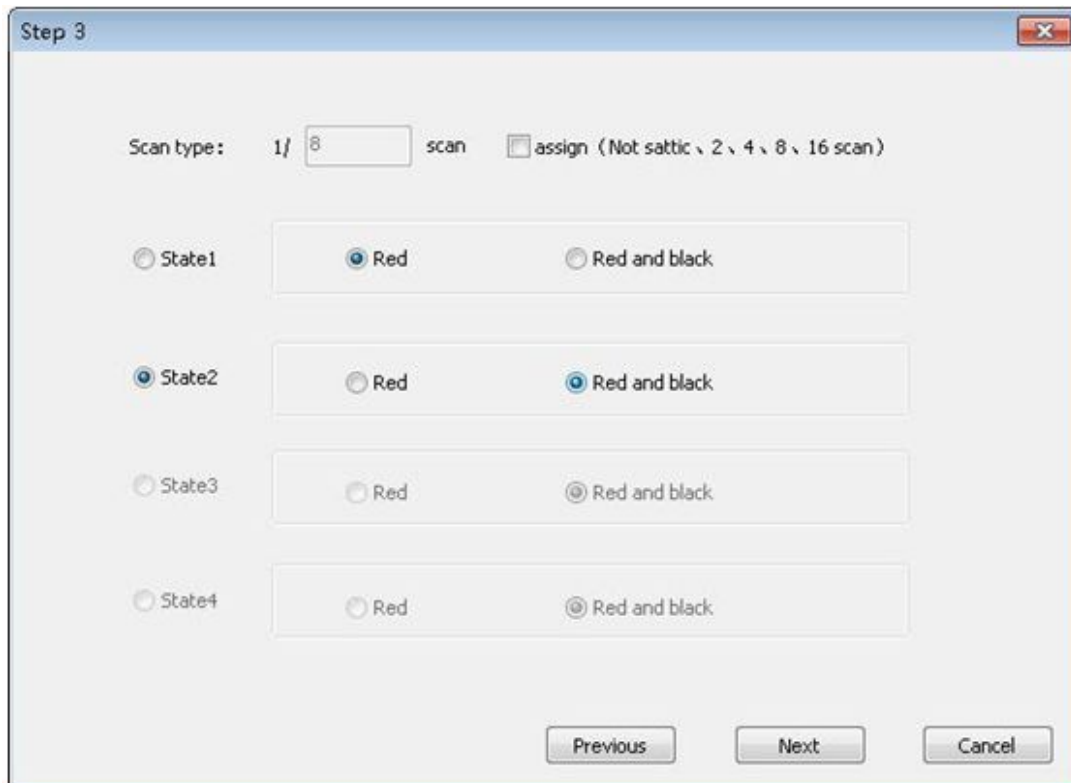 Step 3
Scan type: 1/ 8 scan assign (Not sattic、2、4、8、16 scan)
State1 Red Red and black
State2 Red Red and black
State3 Red Red and black
State4 Red Red and black
Previous Next Cancel